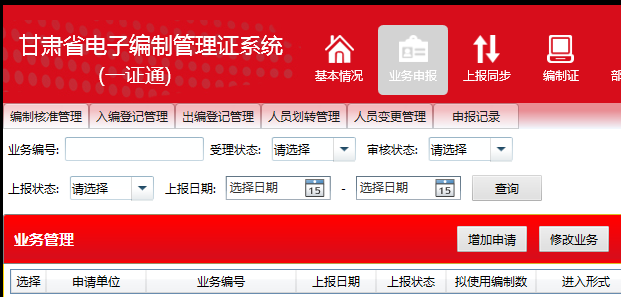 甘肃省电子编制管理证系统
(一证通)
基本情况 业务申报 上报同步 编制证
编制核准管理 入编登记管理 出编登记管理 人员划转管理 人员变更管理 申报记录
业务编号: 受理状态: 请选择 审核状态: 请选择
上报状态: 请选择 上报日期: 选择日期 15 - 选择日期 15 查询
业务管理 增加申请 修改业务
选择 申请单位 业务编号 上报日期 上报状态 拟使用编制数 进入形式